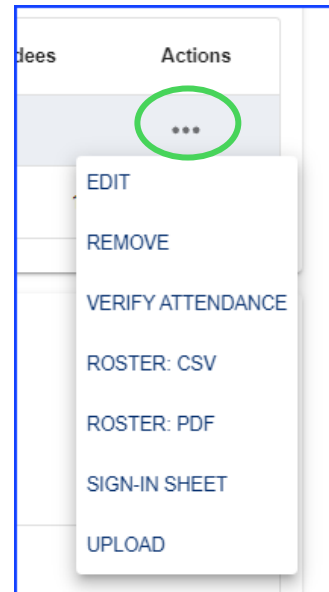 dees Actions
•••
EDIT
REMOVE
VERIFY ATTENDANCE
ROSTER: CSV
ROSTER: PDF
SIGN-IN SHEET
UPLOAD